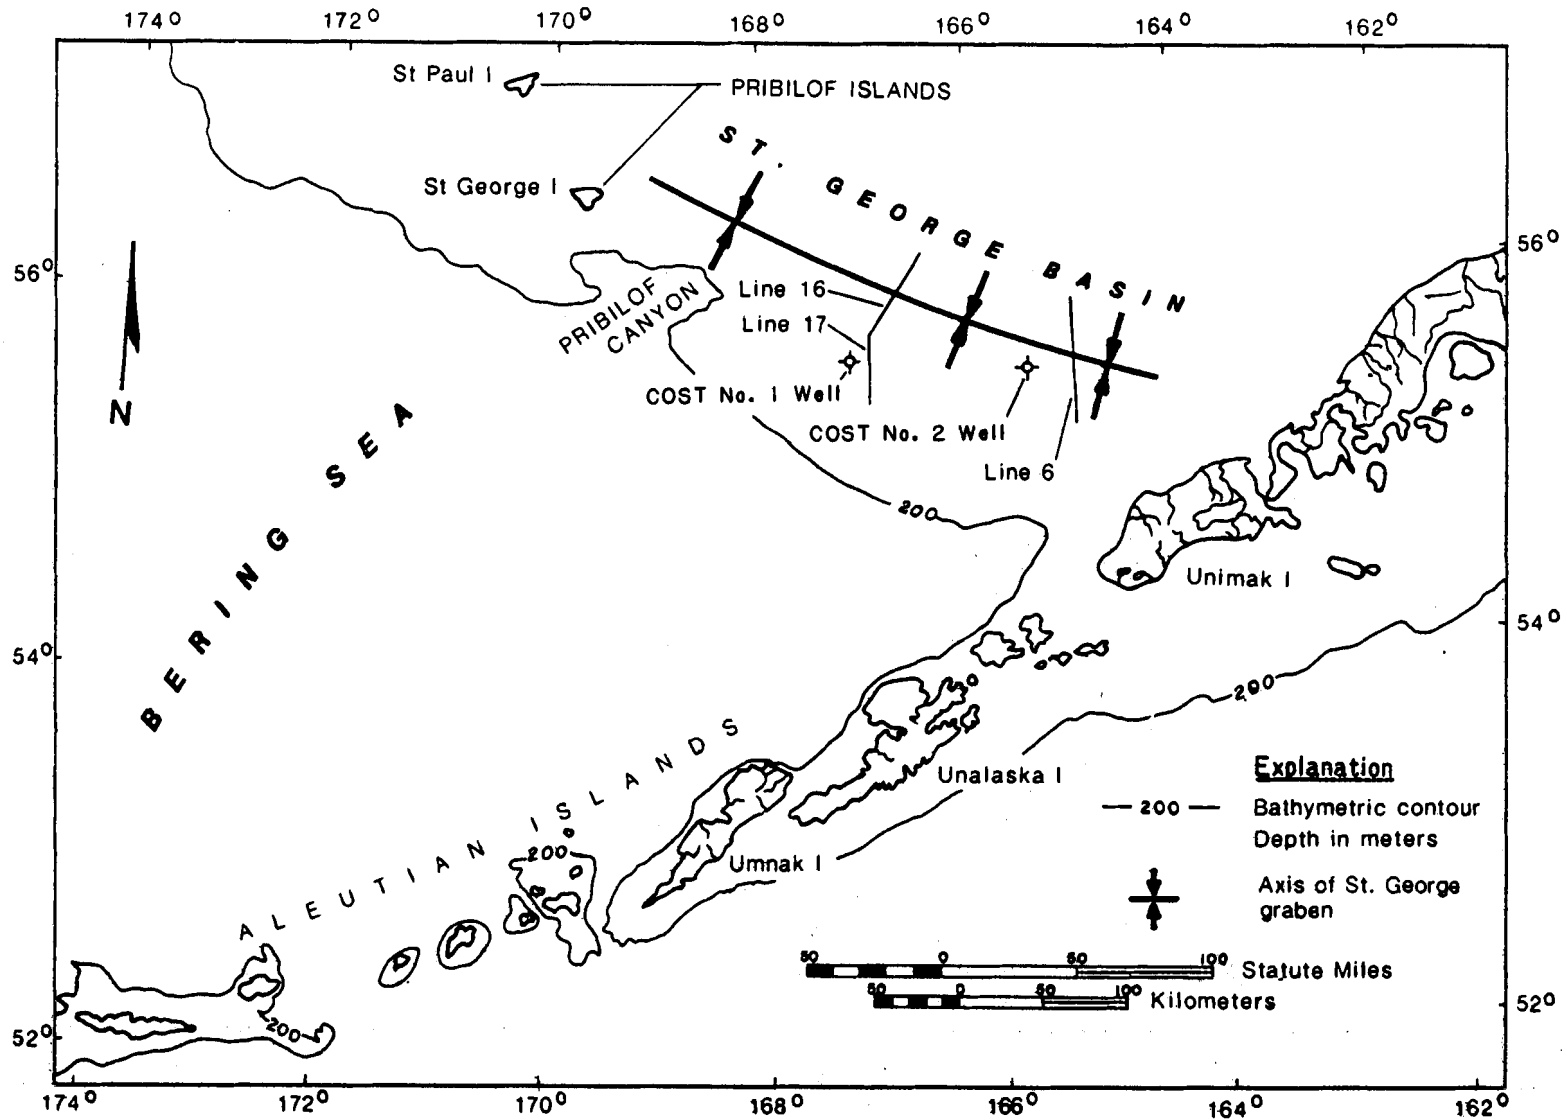 174° 172° 170° 168° 166° 164° 162°
St Paul I
PRIBILOF ISLANDS
ST. GEORGE BASIN
St George I
56°
56°
PRIBILOF
CANYON
Line 16
Line 17
COST No. 1 Well
COST No. 2 Well
Line 6
N
BERING SEA
200
Unimak I
54°
54°
200
ALEUTIAN ISLANDS
Unalaska I
Umnak I
200
200
Explanation
200 Bathymetric contour
Depth in meters
Axis of St. George
graben
50 0 50 100 Statute Miles
50 0 50 100 Kilometers
52°
52°
174° 172° 170° 168° 166° 164° 162°